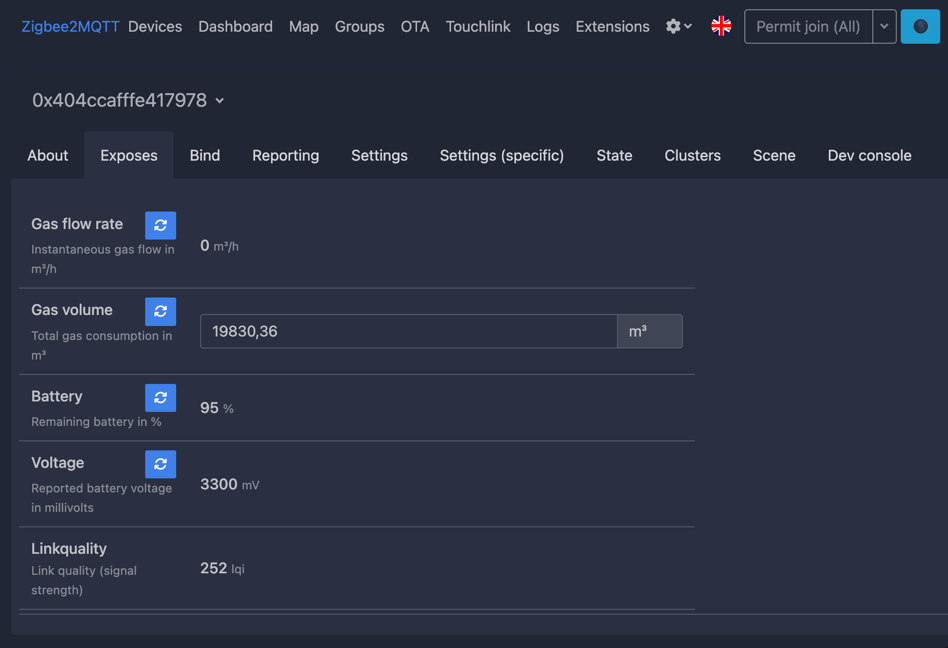 Zigbee2MQTT Devices Dashboard Map Groups OTA Touchlink Logs Extensions Permit join (All)
0x404ccafffe417978
About Exposes Bind Reporting Settings Settings (specific) State Clusters Scene Dev console
Gas flow rate
Instantaneous gas flow in
m³/h
0 m³/h
Gas volume
Total gas consumption in
m³
19830,36 m³
Battery
Remaining battery in %
95 %
Voltage
Reported battery voltage
in millivolts
3300 mV
Linkquality
Link quality (signal
strength)
252 lqi